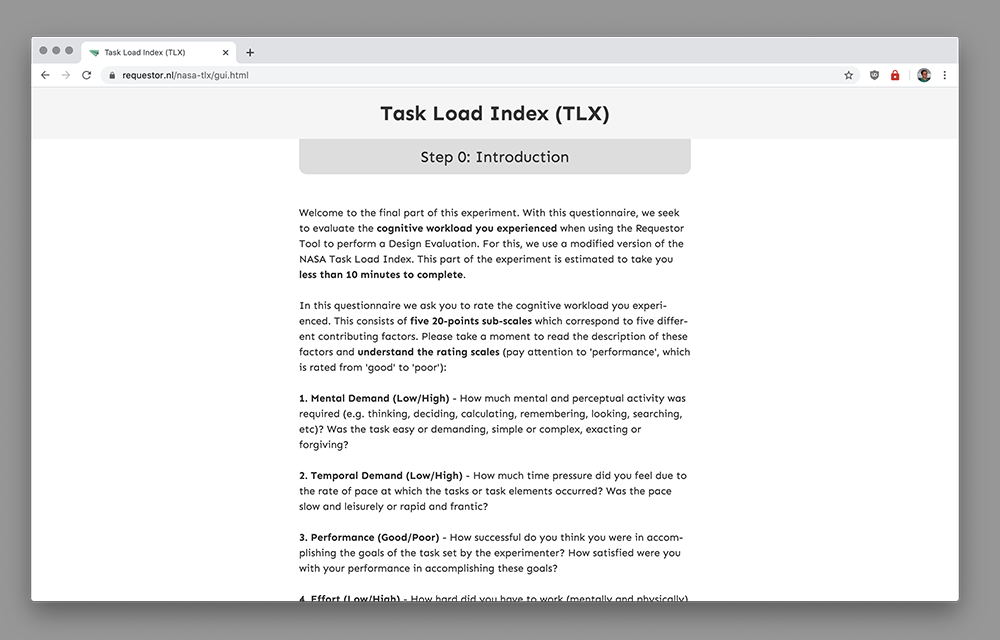 Task Load Index (TLX)
requestor.nl/nasa-tlx/gui.html
Task Load Index (TLX)
Step 0: Introduction
Welcome to the final part of this experiment. With this questionnaire, we seek
to evaluate the cognitive workload you experienced when using the Requestor
Tool to perform a Design Evaluation. For this, we use a modified version of the
NASA Task Load Index. This part of the experiment is estimated to take you
less than 10 minutes to complete.
In this questionnaire we ask you to rate the cognitive workload you experi-
enced. This consists of five 20-points sub-scales which correspond to five differ-
ent contributing factors. Please take a moment to read the description of these
factors and understand the rating scales (pay attention to 'performance', which
is rated from 'good' to 'poor'):
1. Mental Demand (Low/High) - How much mental and perceptual activity was
required (e.g. thinking, deciding, calculating, remembering, looking, searching,
etc)? Was the task easy or demanding, simple or complex, exacting or
forgiving?
2. Temporal Demand (Low/High) - How much time pressure did you feel due to
the rate of pace at which the tasks or task elements occurred? Was the pace
slow and leisurely or rapid and frantic?
3. Performance (Good/Poor) - How successful do you think you were in accom-
plishing the goals of the task set by the experimenter? How satisfied were you
with your performance in accomplishing these goals?
4. Effort (Low/High) - How hard did you have to work (mentally and physically)